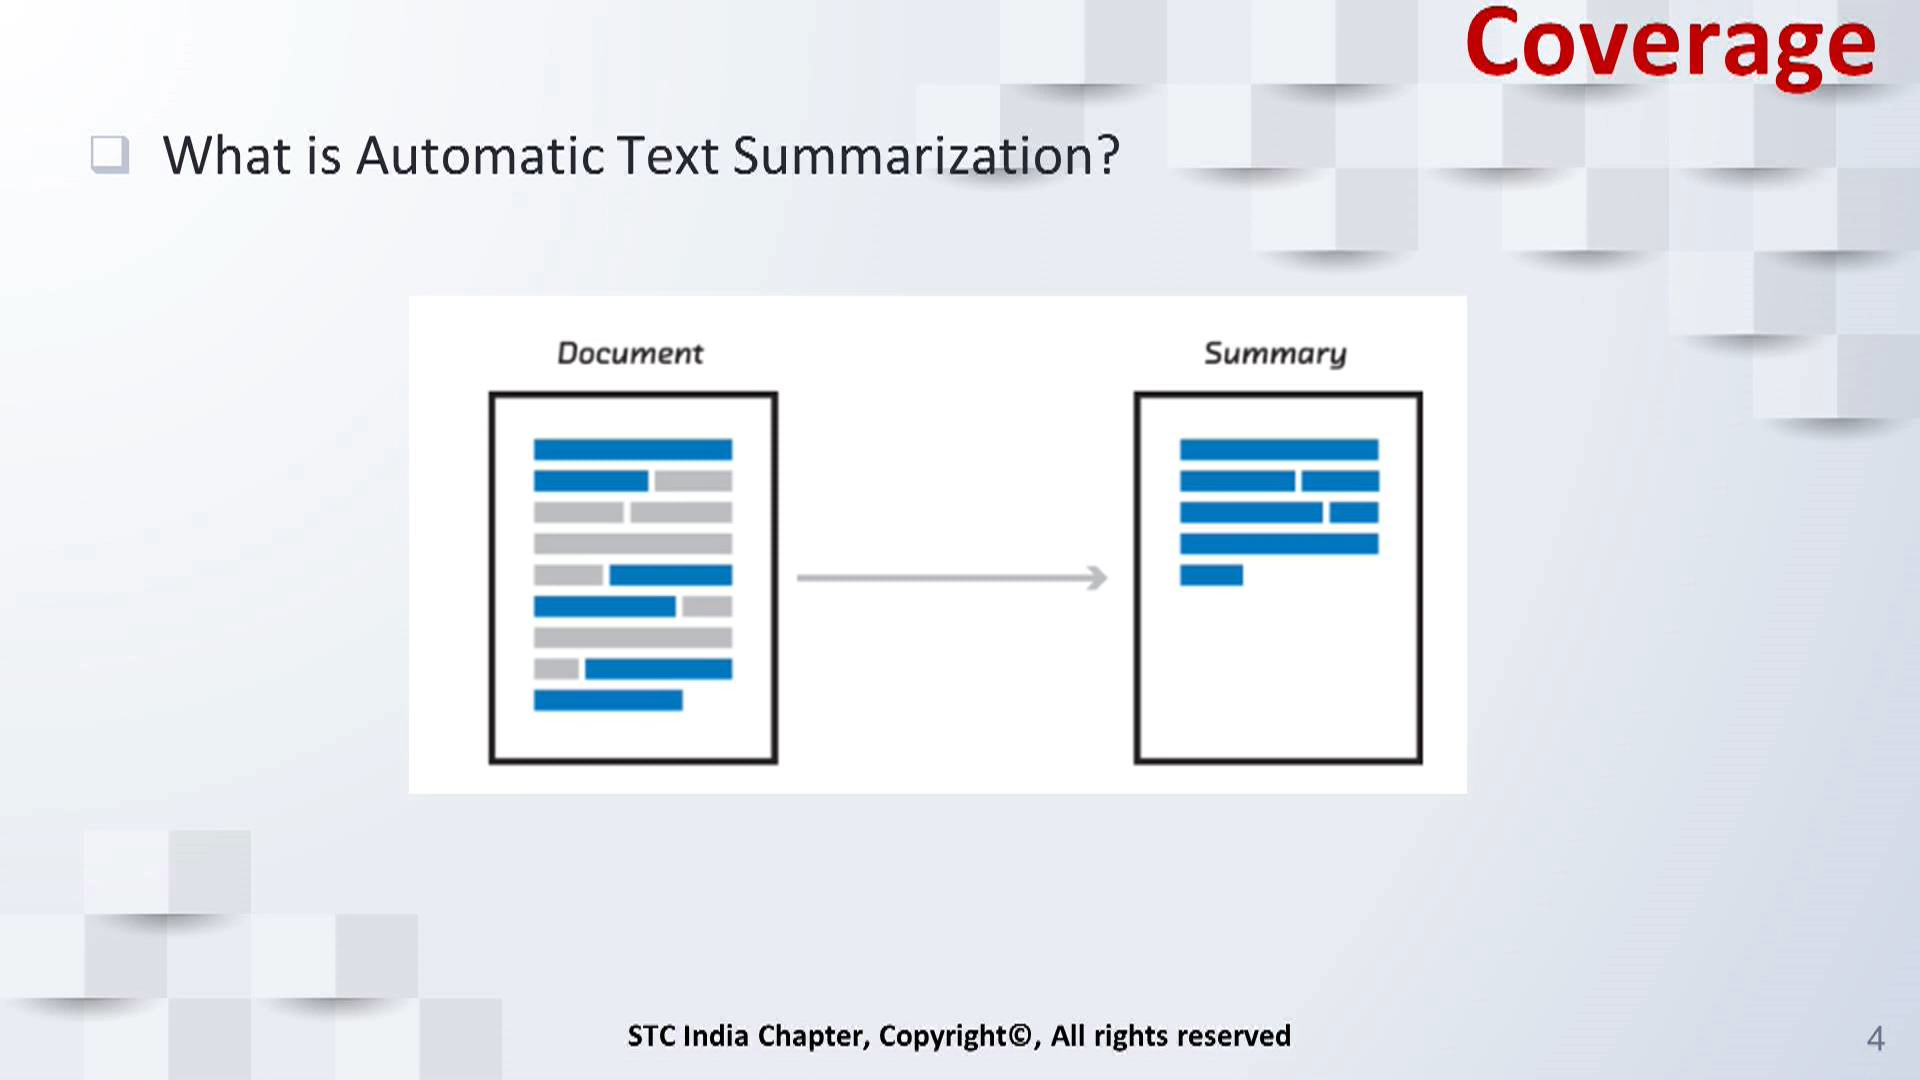 Coverage
What is Automatic Text Summarization?
Document
Summary
STC India Chapter, Copyright©, All rights reserved
4